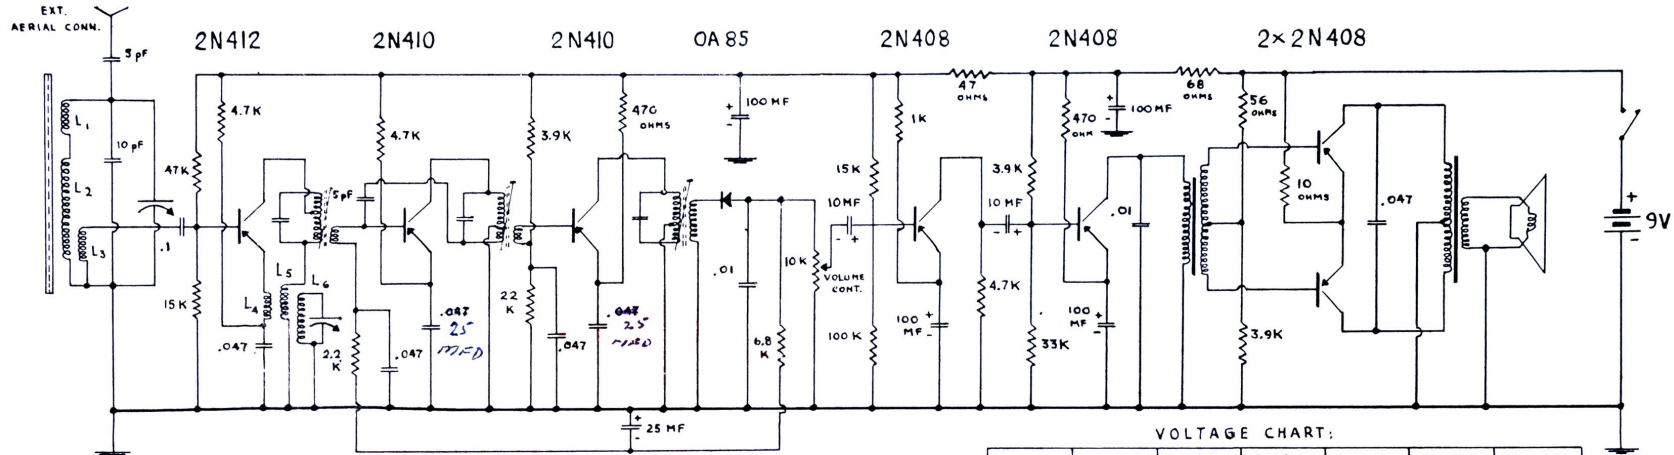 EXT.
AERIAL CONN.
5 pF
2N412
2N410
2N410
OA 85
2N408
2N408
2× 2N408
L1
10 pF
L2
L3
.1
4.7K
47K
15K
L4
.047
L5
L6
5pF
4.7K
2.2
K
.047
.047
25
MFD
3.9K
22
K
.047
470
OHMS
.047
25
MFD
+
100 MF
-
.01
10K
VOLUME
CONT.
6.8
K
+
25 MF
-
15K
100 K
10MF
- +
1K
100 +
MF -
47
OHMS
4.7K
10 MF
- +
3.9K
33K
470
OHM
+
100 MF
-
100 +
MF -
.01
68
OHMS
56
OHMS
10
OHMS
3.9K
.047
+
9V
-
VOLTAGE CHART: